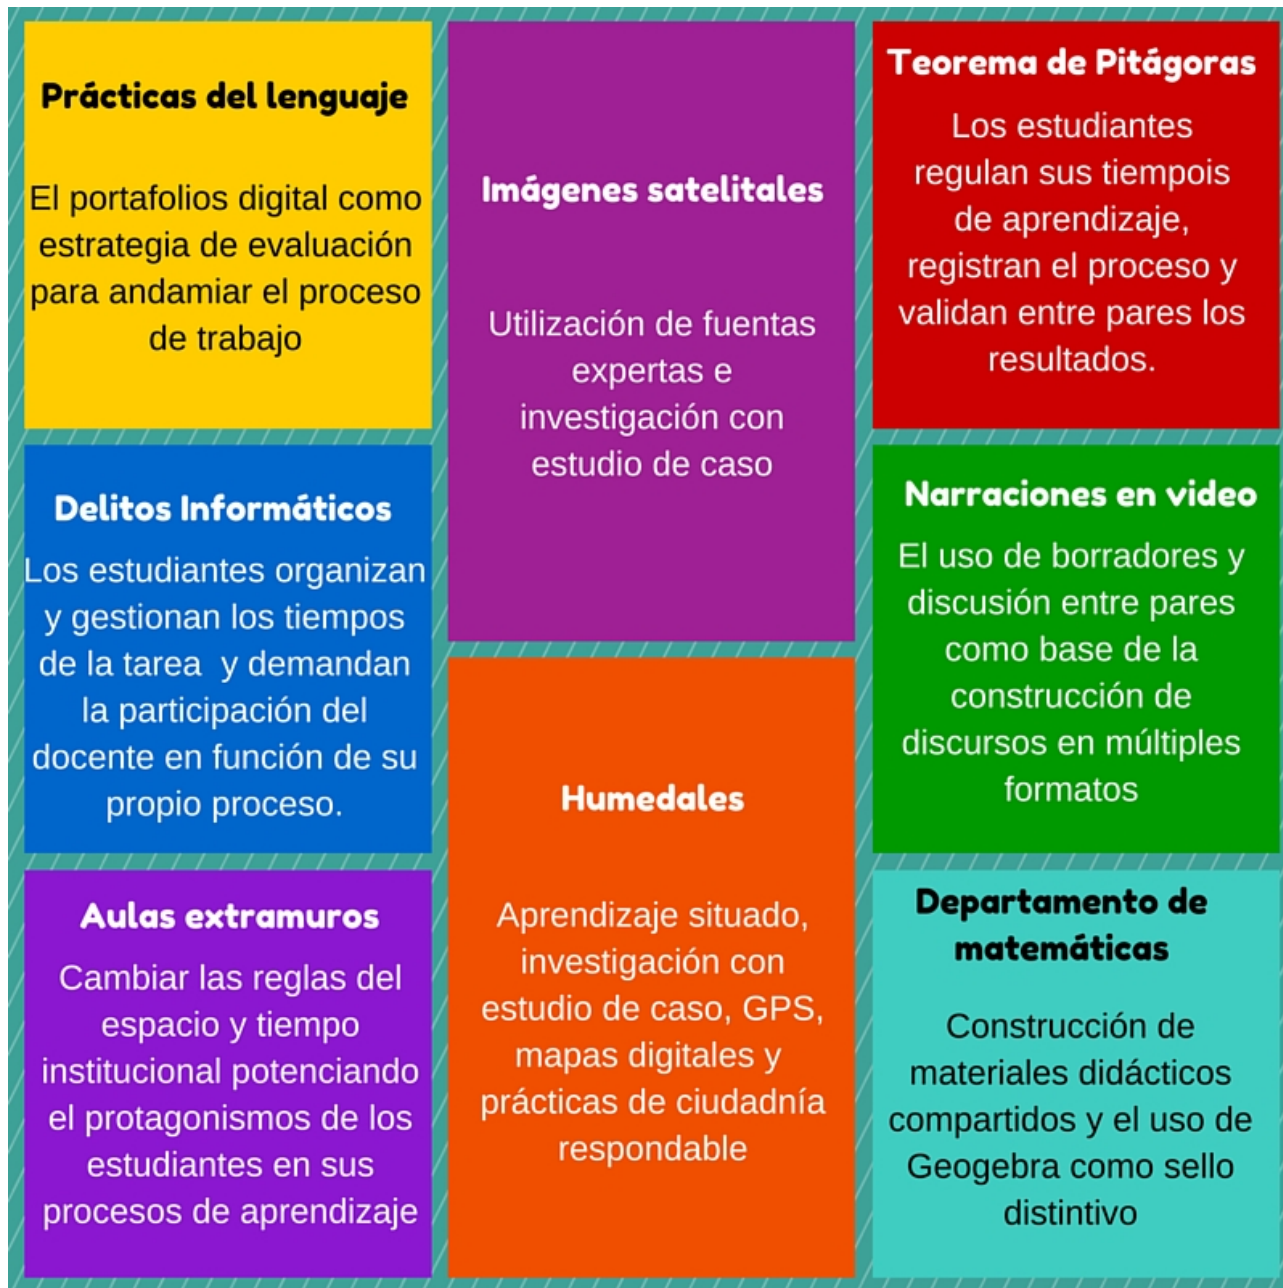 Prácticas del lenguaje
El portafolios digital como
estrategia de evaluación
para andamiar el proceso
de trabajo
Delitos Informáticos
Los estudiantes organizan
y gestionan los tiempos
de la tarea y demandan
la participación del
docente en función de su
propio proceso.
Aulas extramuros
Cambiar las reglas del
espacio y tiempo
institucional potenciando
el protagonismos de los
estudiantes en sus
procesos de aprendizaje
Imágenes satelitales
Utilización de fuentas
expertas e
investigación con
estudio de caso
Humedales
Aprendizaje situado,
investigación con
estudio de caso, GPS,
mapas digitales y
prácticas de ciudadnía
respondable
Teorema de Pitágoras
Los estudiantes
regulan sus tiempois
de aprendizaje,
registran el proceso y
validan entre pares los
resultados.
Narraciones en video
El uso de borradores y
discusión entre pares
como base de la
construcción de
discursos en múltiples
formatos
Departamento de
matemáticas
Construcción de
materiales didácticos
compartidos y el uso de
Geogebra como sello
distintivo